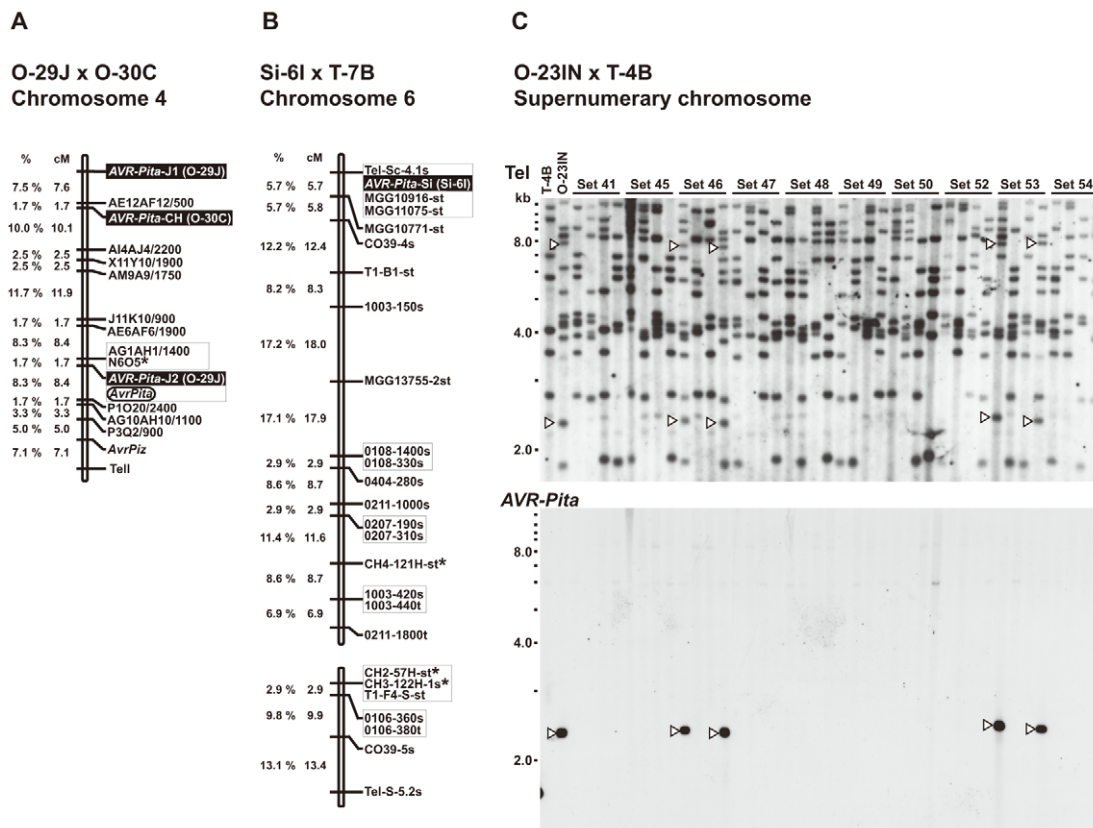 A
O-29J x O-30C
Chromosome 4
% cM
AVR-Pita-J1 (O-29J)
7.5 % 7.6
AE12AF12/500
1.7 % 1.7
AVR-Pita-CH (O-30C)
10.0 % 10.1
AI4AJ4/2200
2.5 % 2.5
X11Y10/1900
2.5 % 2.5
AM9A9/1750
11.7 % 11.9
J11K10/900
1.7 % 1.7
AE6AF6/1900
8.3 % 8.4
AG1AH1/1400
N6O5*
1.7 % 1.7
AVR-Pita-J2 (O-29J)
8.3 % 8.4
AvrPita
1.7 % 1.7
P1O20/2400
3.3 % 3.3
AG10AH10/1100
5.0 % 5.0
P3Q2/900
AvrPiz
7.1 % 7.1
Tell
B
Si-6I x T-7B
Chromosome 6
% cM
Tel-Sc-4.1s
5.7 % 5.7
AVR-Pita-Si (Si-6I)
MGG10916-st
5.7 % 5.8
MGG11075-st
MGG10771-st
12.2 % 12.4
CO39-4s
T1-B1-st
8.2 % 8.3
1003-150s
17.2 % 18.0
MGG13755-2st
17.1 % 17.9
0108-1400s
0108-330s
2.9 % 2.9
0404-280s
8.6 % 8.7
0211-1000s
2.9 % 2.9
0207-190s
0207-310s
11.4 % 11.6
CH4-121H-st*
8.6 % 8.7
1003-420s
1003-440t
6.9 % 6.9
0211-1800t
CH2-57H-st*
CH3-122H-1s*
2.9 % 2.9
T1-F4-S-st
9.8 % 9.9
0106-360s
0106-380t
CO39-5s
13.1 % 13.4
Tel-S-5.2s
C
O-23IN x T-4B
Supernumerary chromosome
Tel
T-4B
O-23IN
Set 41 Set 45 Set 46 Set 47 Set 48 Set 49 Set 50 Set 52 Set 53 Set 54
kb
8.0
4.0
2.0
AVR-Pita
8.0
4.0
2.0